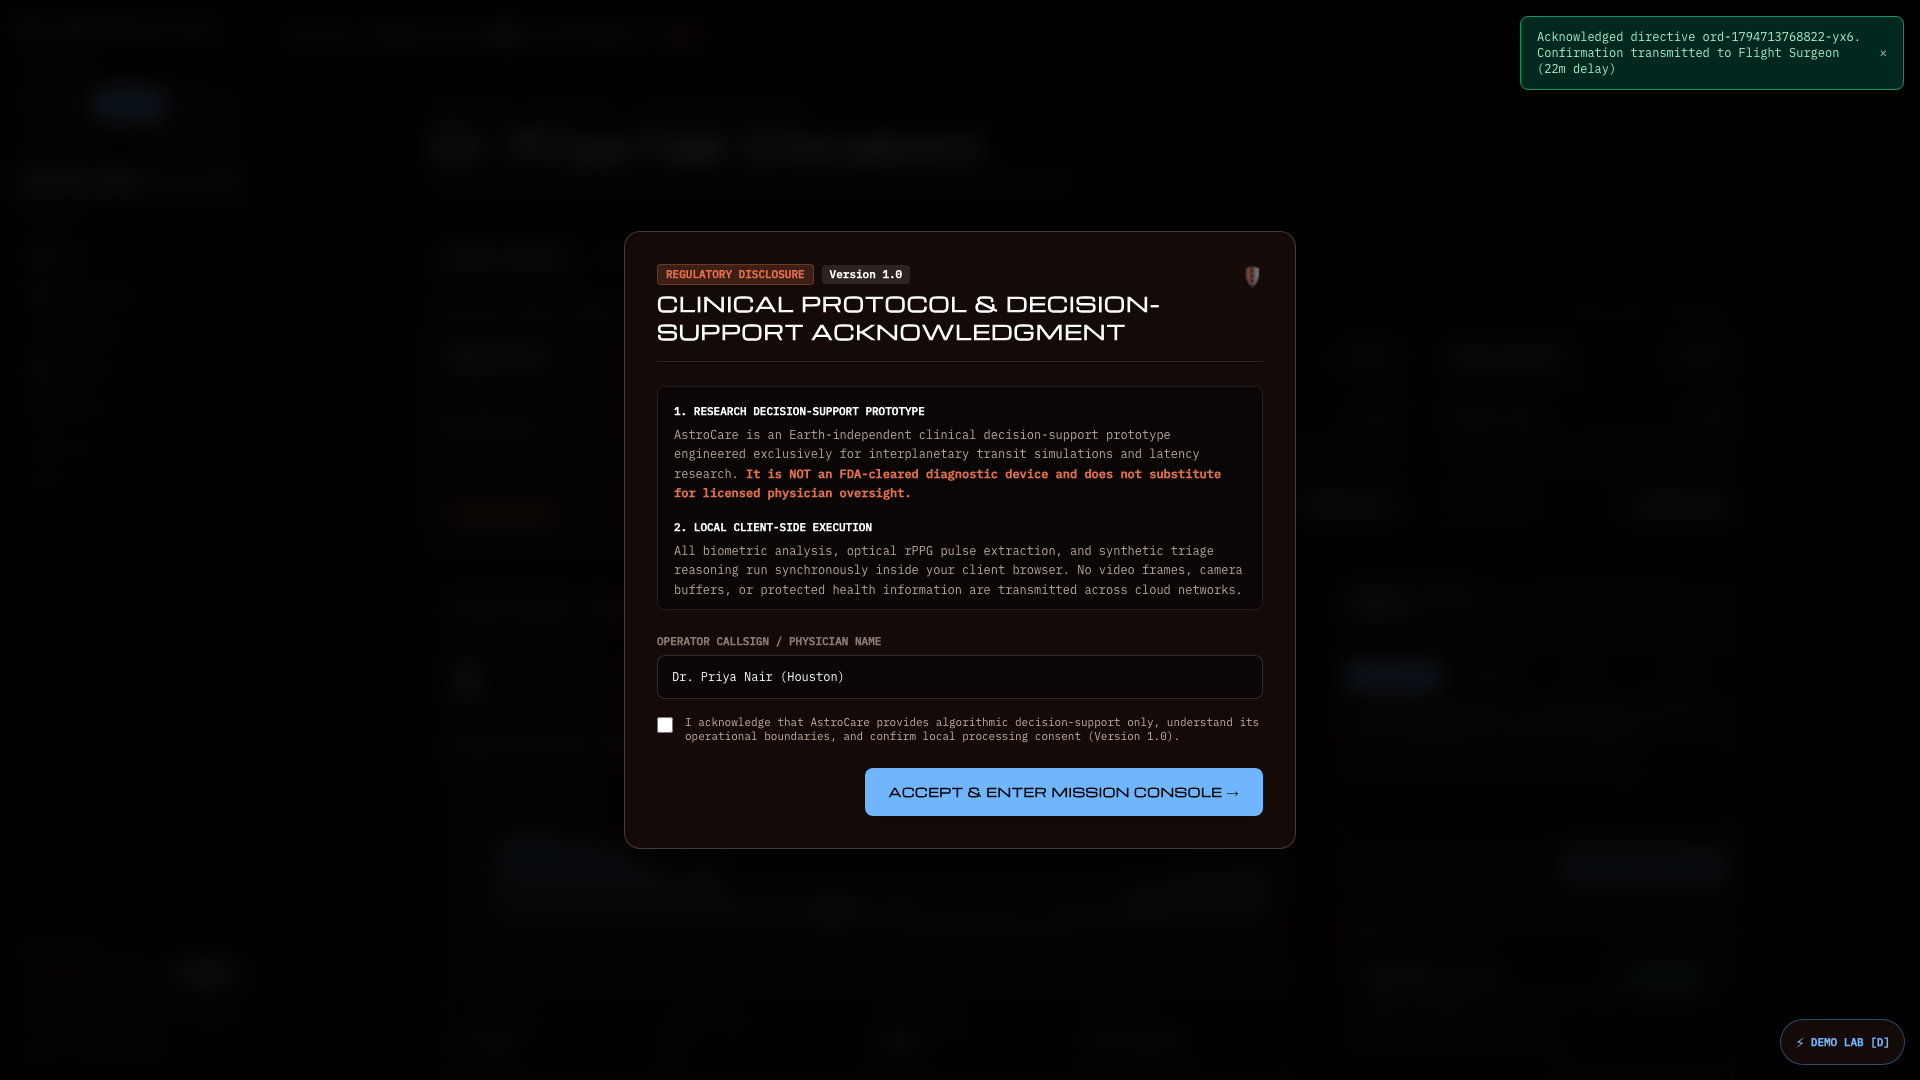 Acknowledged directive ord-1794713768822-yx6.
Confirmation transmitted to Flight Surgeon
(22m delay)
×
REGULATORY DISCLOSURE Version 1.0
CLINICAL PROTOCOL & DECISION-
SUPPORT ACKNOWLEDGMENT
1. RESEARCH DECISION-SUPPORT PROTOTYPE
AstroCare is an Earth-independent clinical decision-support prototype
engineered exclusively for interplanetary transit simulations and latency
research. It is NOT an FDA-cleared diagnostic device and does not substitute
for licensed physician oversight.
2. LOCAL CLIENT-SIDE EXECUTION
All biometric analysis, optical rPPG pulse extraction, and synthetic triage
reasoning run synchronously inside your client browser. No video frames, camera
buffers, or protected health information are transmitted across cloud networks.
OPERATOR CALLSIGN / PHYSICIAN NAME
Dr. Priya Nair (Houston)
I acknowledge that AstroCare provides algorithmic decision-support only, understand its
operational boundaries, and confirm local processing consent (Version 1.0).
ACCEPT & ENTER MISSION CONSOLE →
⚡ DEMO LAB [D]